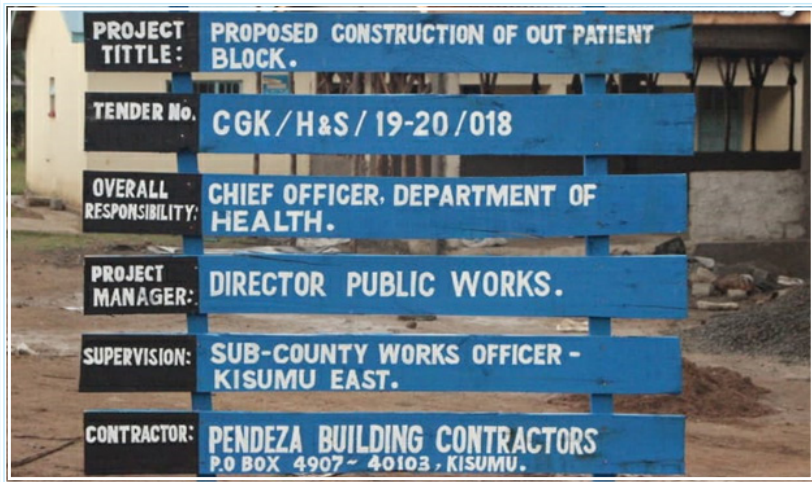 PROJECT TITTLE: PROPOSED CONSTRUCTION OF OUT PATIENT BLOCK.
TENDER No. CGK/H&S/19-20/018
OVERALL RESPONSIBILITY: CHIEF OFFICER, DEPARTMENT OF HEALTH.
PROJECT MANAGER: DIRECTOR PUBLIC WORKS.
SUPERVISION: SUB-COUNTY WORKS OFFICER - KISUMU EAST.
CONTRACTOR: PENDEZA BUILDING CONTRACTORS
P.O BOX 4907~ 40103, KISUMU.